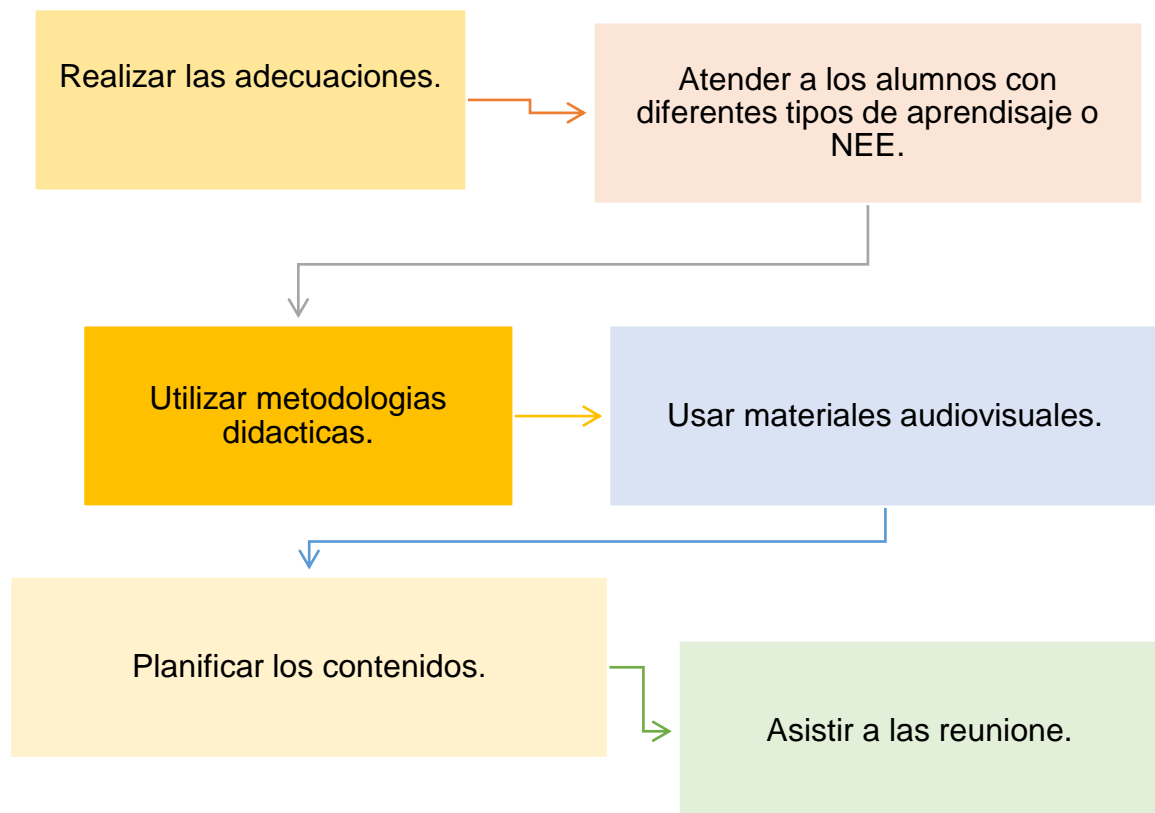 Realizar las adecuaciones.
Atender a los alumnos con
diferentes tipos de aprendisaje o
NEE.
Utilizar metodologias
didacticas.
Usar materiales audiovisuales.
Planificar los contenidos.
Asistir a las reunione.